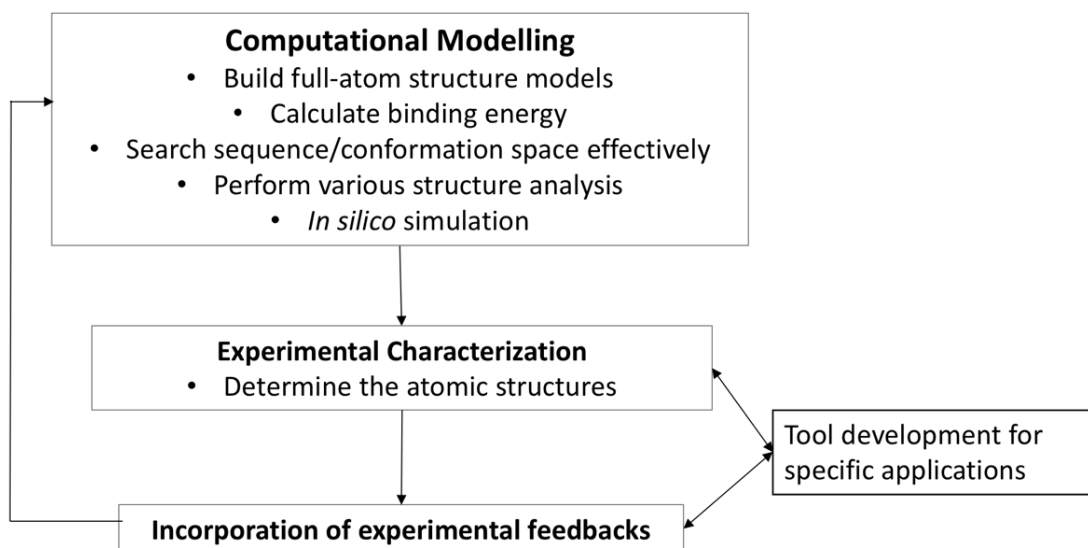 Computational Modelling
• Build full-atom structure models
• Calculate binding energy
• Search sequence/conformation space effectively
• Perform various structure analysis
• In silico simulation
Experimental Characterization
• Determine the atomic structures
Tool development for
specific applications
Incorporation of experimental feedbacks